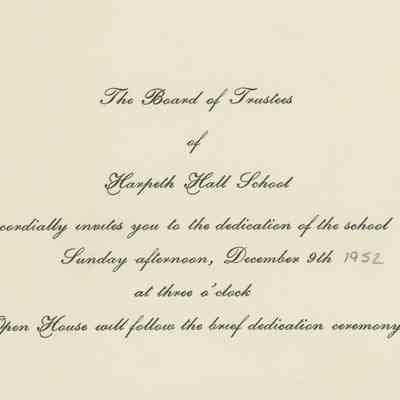 The Board of Trustees
of
Harpeth Hall School
cordially invites you to the dedication of the school
Sunday afternoon, December 9th 1952
at three o'clock
Open House will follow the brief dedication ceremony